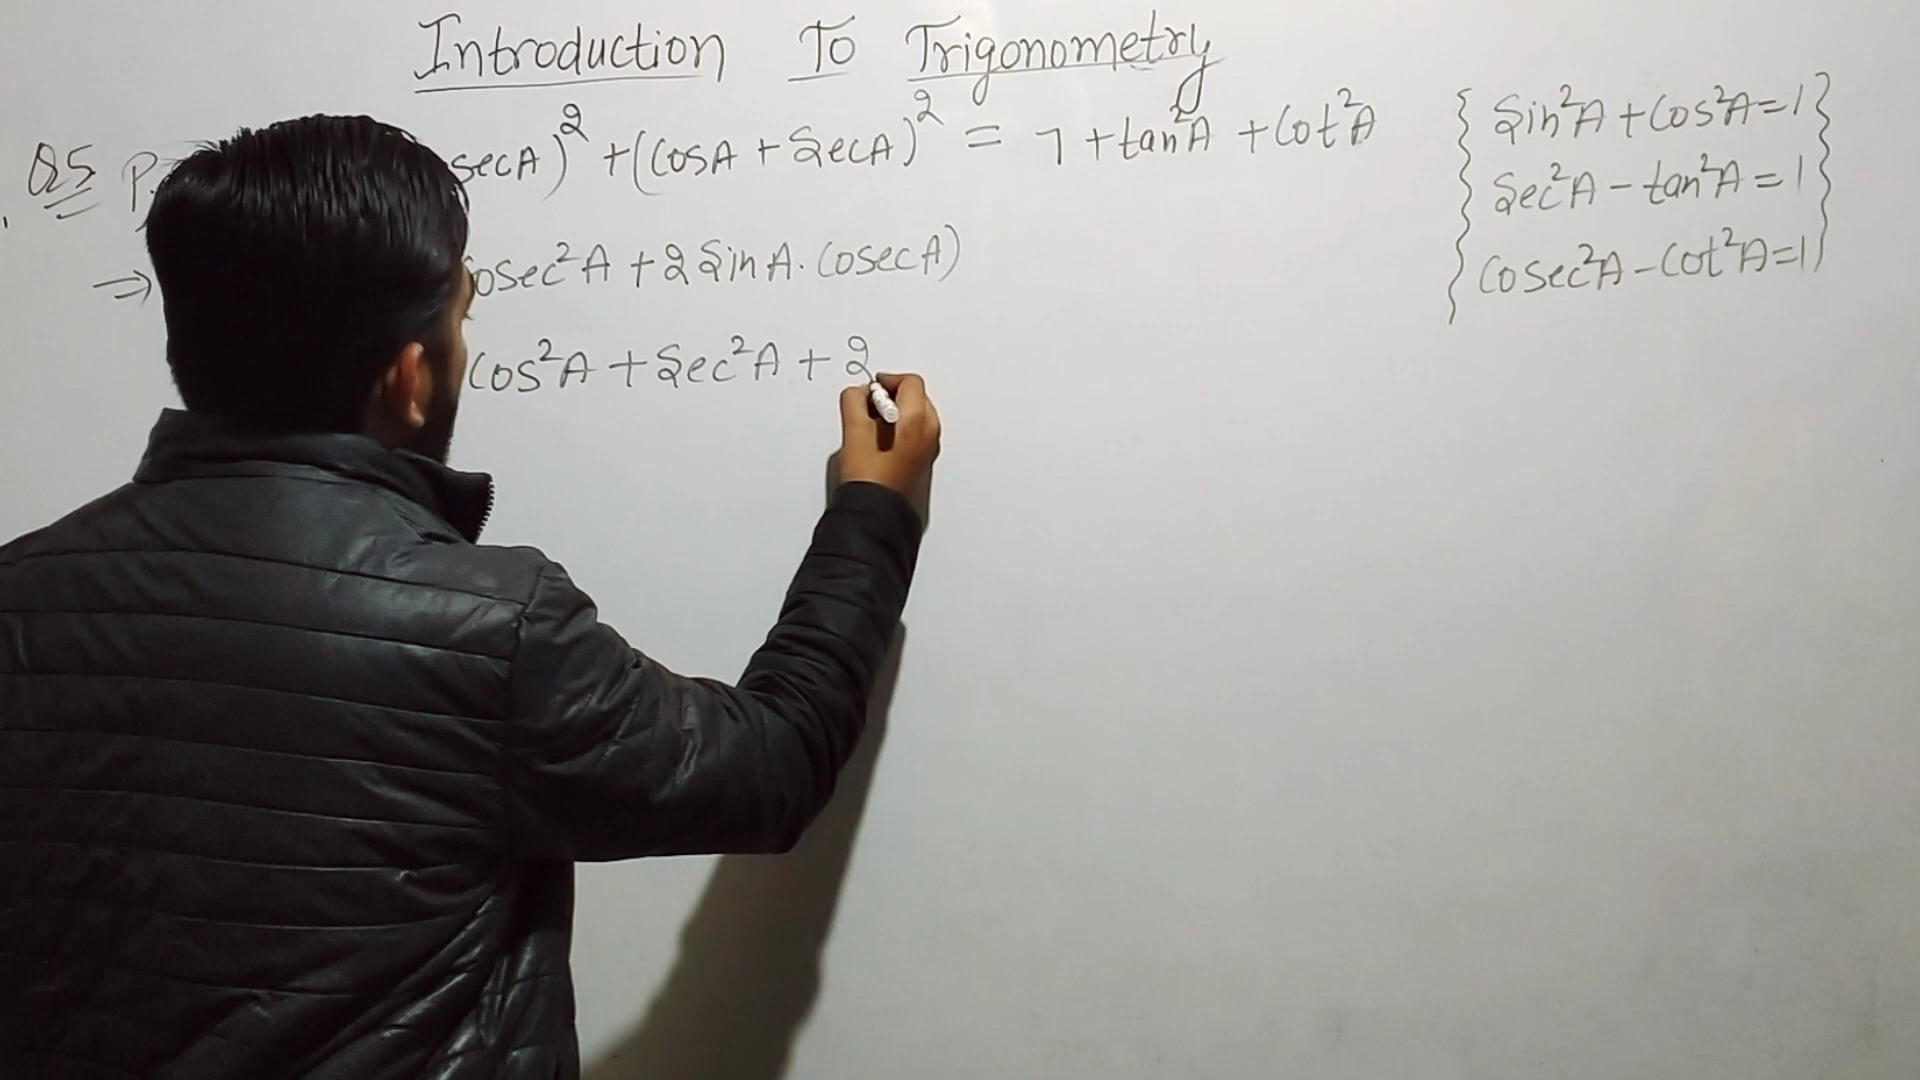 Introduction To Trigonometry
Q5 secA)² + (CosA + SecA)² = 7 + tan²A + Cot²A
⇒ osec²A + 2 SinA. CosecA)
Cos²A + Sec²A + 2
{ Sin²A + Cos²A = 1 }
Sec²A - tan²A = 1
Cosec²A - Cot²A = 1